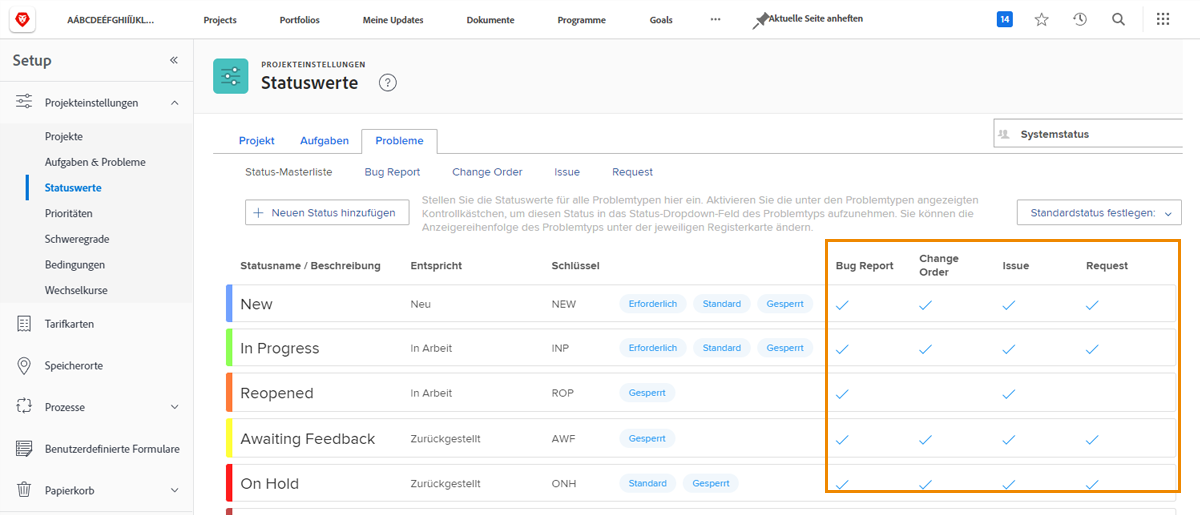 AÁBCDEÉFGHIÍJKL... Projects Portfolios Meine Updates Dokumente Programme Goals ··· Aktuelle Seite anheften 14
Setup «
Projekteinstellungen
Projekte
Aufgaben & Probleme
Statuswerte
Prioritäten
Schweregrade
Bedingungen
Wechselkurse
Tarifkarten
Speicherorte
Prozesse
Benutzerdefinierte Formulare
Papierkorb
PROJEKTEINSTELLUNGEN
Statuswerte ?
Projekt Aufgaben Probleme
Systemstatus
Status-Masterliste Bug Report Change Order Issue Request
+ Neuen Status hinzufügen
Stellen Sie die Statuswerte für alle Problemtypen hier ein. Aktivieren Sie die unter den Problemtypen angezeigten
Kontrollkästchen, um diesen Status in das Status-Dropdown-Feld des Problemtyps aufzunehmen. Sie können die
Anzeigereihenfolge des Problemtyps unter der jeweiligen Registerkarte ändern.
Standardstatus festlegen:
Statusname / Beschreibung Entspricht Schlüssel Bug Report Change Order Issue Request
New Neu NEW Erforderlich Standard Gesperrt
In Progress In Arbeit INP Erforderlich Standard Gesperrt
Reopened In Arbeit ROP Gesperrt
Awaiting Feedback Zurückgestellt AWF Gesperrt
On Hold Zurückgestellt ONH Standard Gesperrt